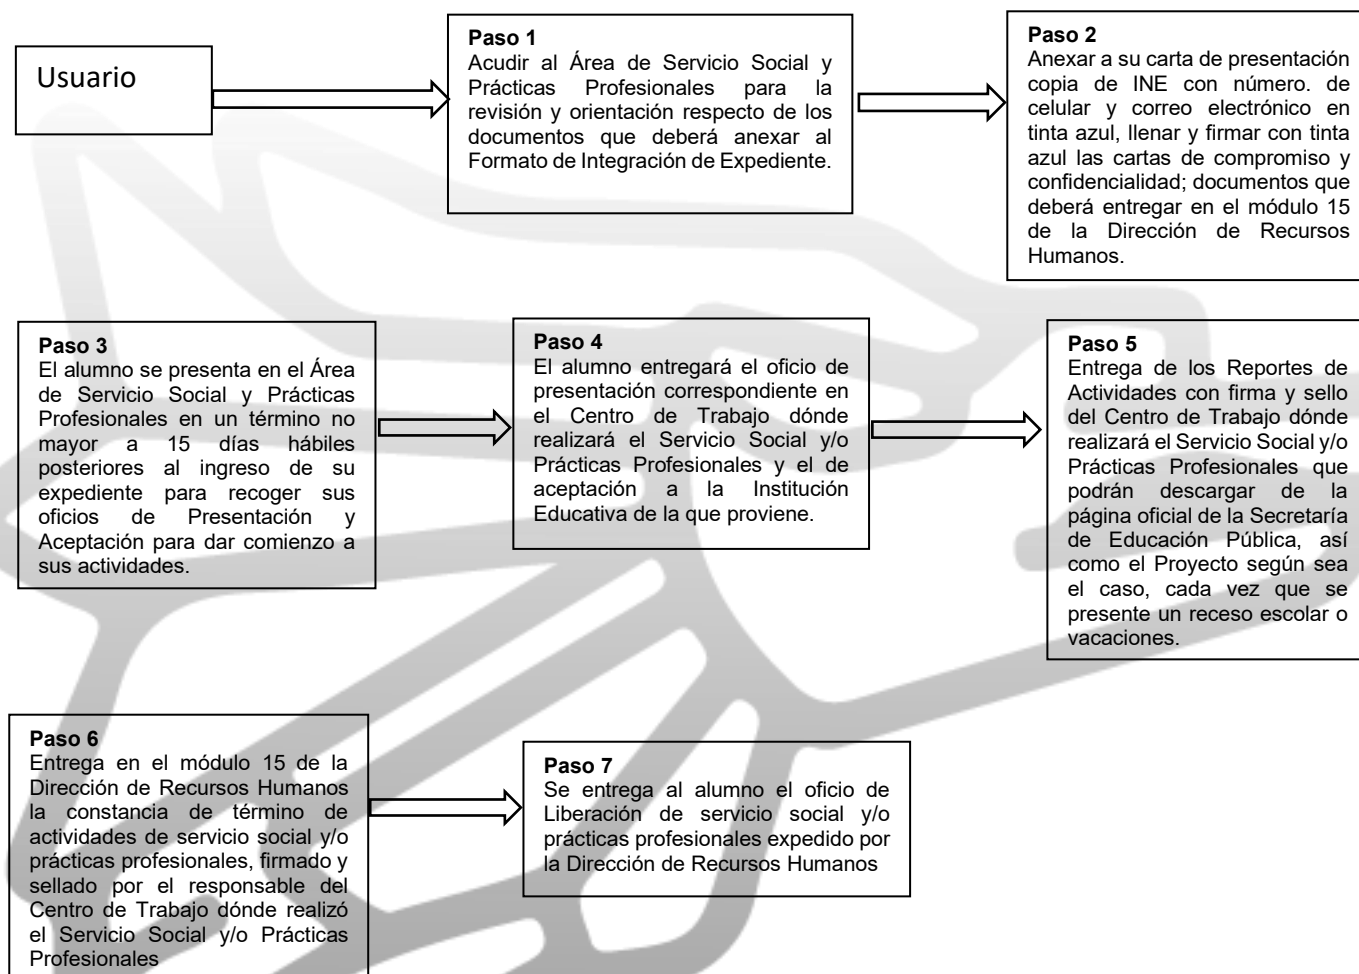 Usuario
Paso 1
Acudir al Área de Servicio Social y
Prácticas Profesionales para la
revisión y orientación respecto de los
documentos que deberá anexar al
Formato de Integración de Expediente.
Paso 2
Anexar a su carta de presentación
copia de INE con número. de
celular y correo electrónico en
tinta azul, llenar y firmar con tinta
azul las cartas de compromiso y
confidencialidad; documentos que
deberá entregar en el módulo 15
de la Dirección de Recursos
Humanos.
Paso 3
El alumno se presenta en el Área
de Servicio Social y Prácticas
Profesionales en un término no
mayor a 15 días hábiles
posteriores al ingreso de su
expediente para recoger sus
oficios de Presentación y
Aceptación para dar comienzo a
sus actividades.
Paso 4
El alumno entregará el oficio de
presentación correspondiente en
el Centro de Trabajo dónde
realizará el Servicio Social y/o
Prácticas Profesionales y el de
aceptación a la Institución
Educativa de la que proviene.
Paso 5
Entrega de los Reportes de
Actividades con firma y sello
del Centro de Trabajo dónde
realizará el Servicio Social y/o
Prácticas Profesionales que
podrán descargar de la
página oficial de la Secretaría
de Educación Pública, así
como el Proyecto según sea
el caso, cada vez que se
presente un receso escolar o
vacaciones.
Paso 6
Entrega en el módulo 15 de la
Dirección de Recursos Humanos
la constancia de término de
actividades de servicio social y/o
prácticas profesionales, firmado y
sellado por el responsable del
Centro de Trabajo dónde realizó
el Servicio Social y/o Prácticas
Profesionales
Paso 7
Se entrega al alumno el oficio de
Liberación de servicio social y/o
prácticas profesionales expedido por
la Dirección de Recursos Humanos